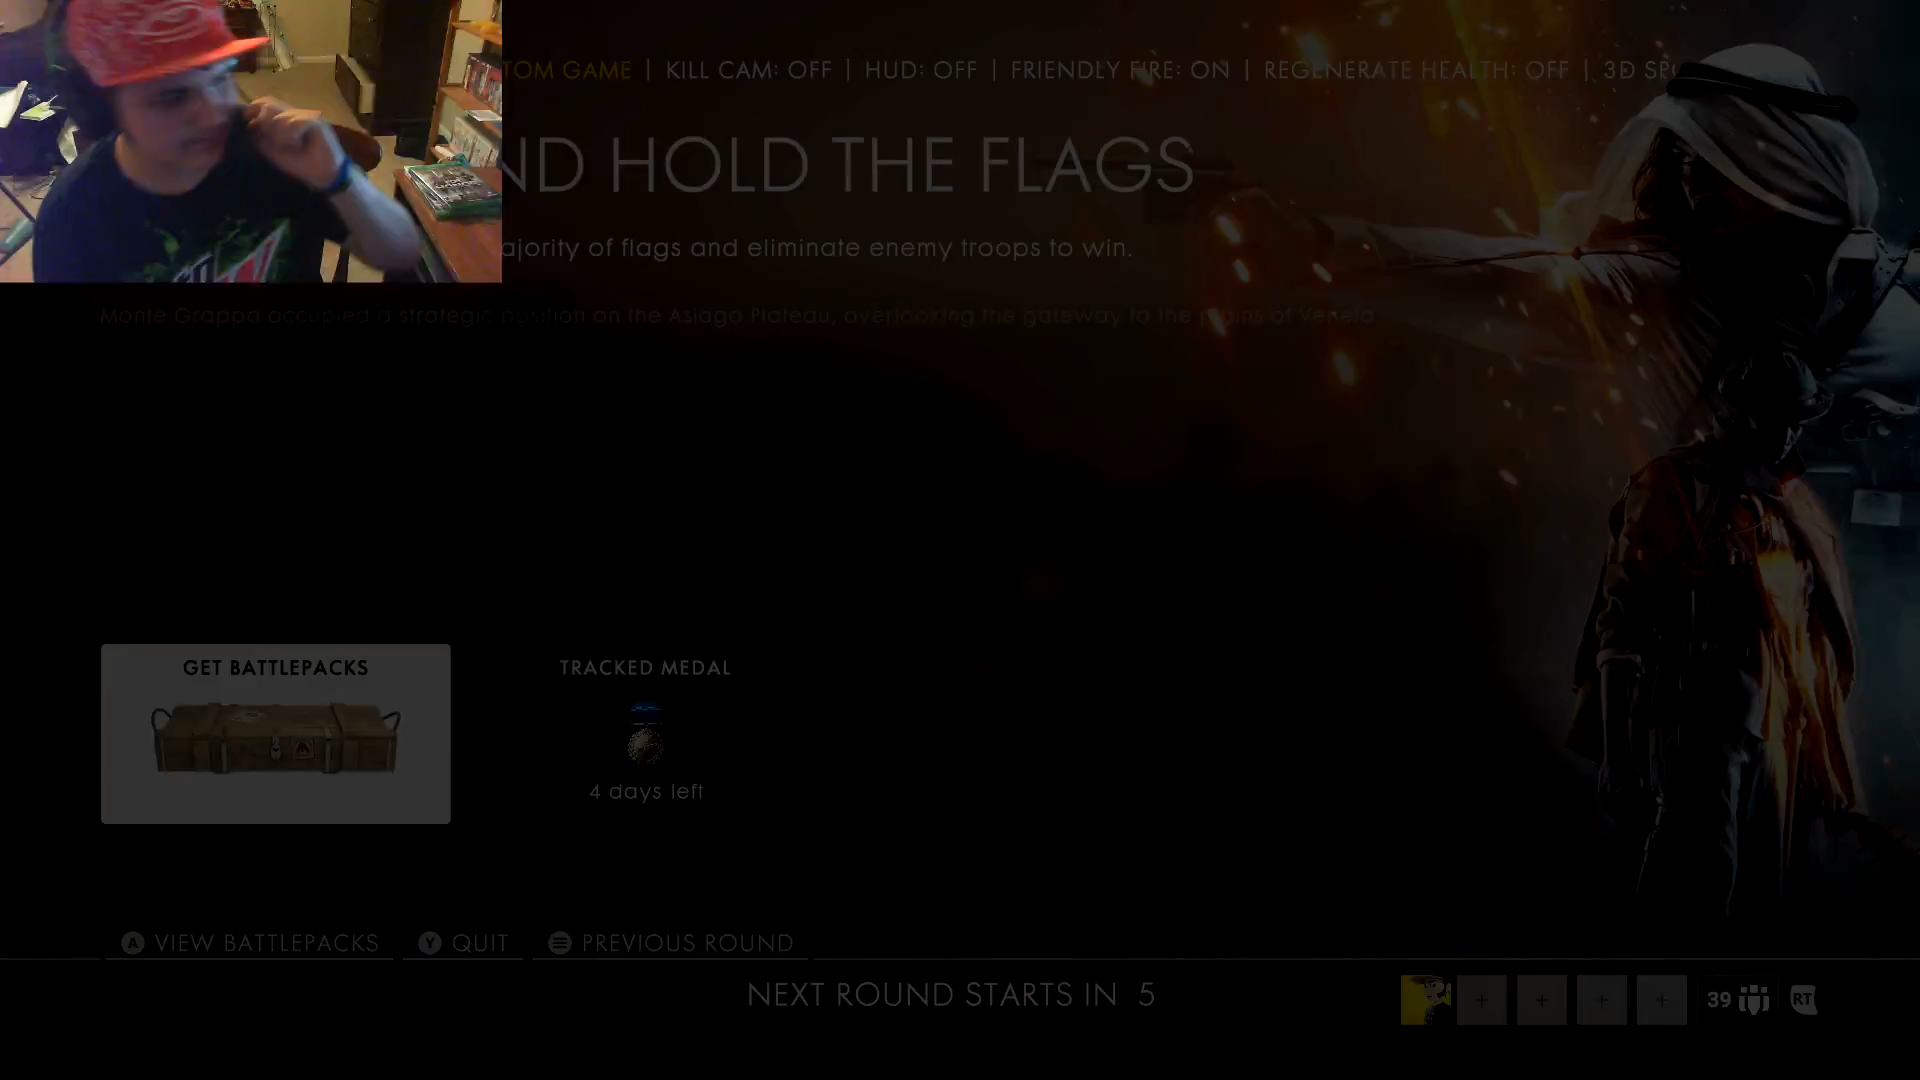 TOM GAME | KILL CAM: OFF | HUD: OFF | FRIENDLY FIRE: ON | REGENERATE HEALTH: OFF | 3D SP
ND HOLD THE FLAGS
ajority of flags and eliminate enemy troops to win.
Monte Grappa occupied a strategic position on the Asiago Plateau, overlooking the gateway to the plains of Veneto
GET BATTLEPACKS
TRACKED MEDAL
4 days left
A VIEW BATTLEPACKS Y QUIT PREVIOUS ROUND
NEXT ROUND STARTS IN 5
39 RT